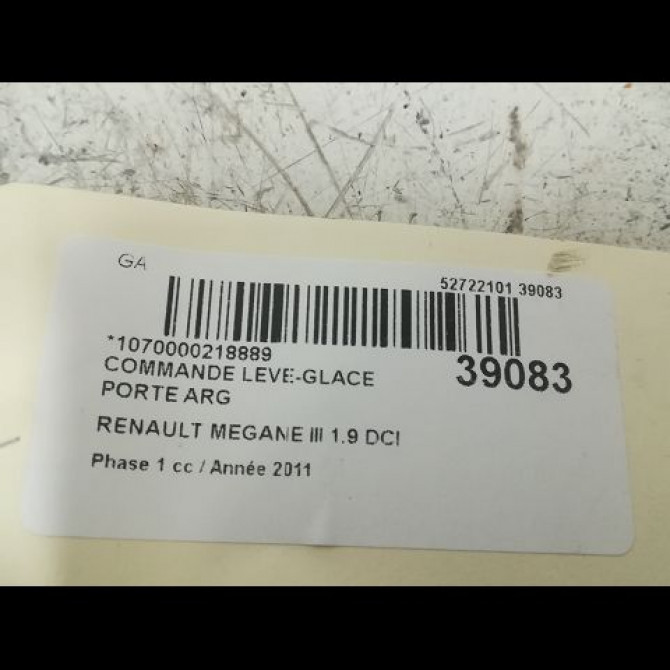 GA
52722101 39083
*1070000218889
39083
COMMANDE LEVE-GLACE
PORTE ARG
RENAULT MEGANE III 1.9 DCI
Phase 1 cc / Année 2011